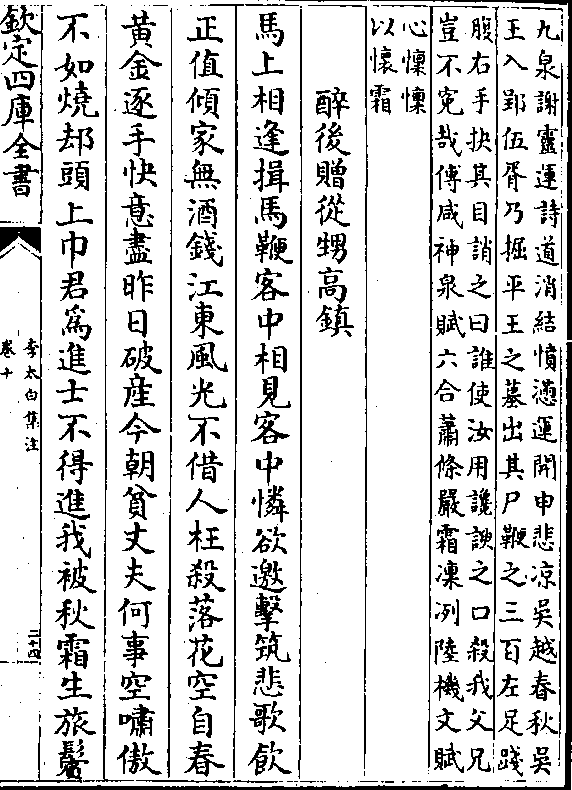 九泉謝靈運詩道消結憤懣運開申悲凉吳越春秋吳
王入郢伍胥乃掘平王之墓出其尸鞭之三百左足踐
腹右手抉其目誚之曰誰使汝用讒諛之口殺我父兄
豈不寃哉傅咸神泉賦六合蕭條嚴霜凜冽陸機文賦
心懍懍
以懷霜
醉後贈從甥高鎮
馬上相逢揖馬鞭客中相見客中憐欲邀擊筑悲歌飲
正值傾家無酒錢江東風光不借人枉殺落花空自春
黃金逐手快意盡昨日破産今朝貧丈夫何事空嘯傲
不如燒却頭上巾君爲進士不得進我被秋霜生旅鬢
欽定四庫全書
李太白集注
卷十
二十四